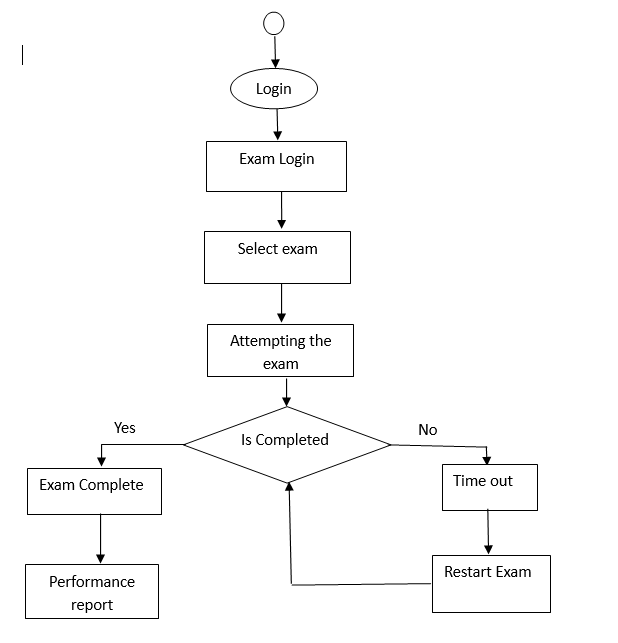 Login
Exam Login
Select exam
Attempting the
exam
Is Completed
Yes
No
Exam Complete
Time out
Performance
report
Restart Exam